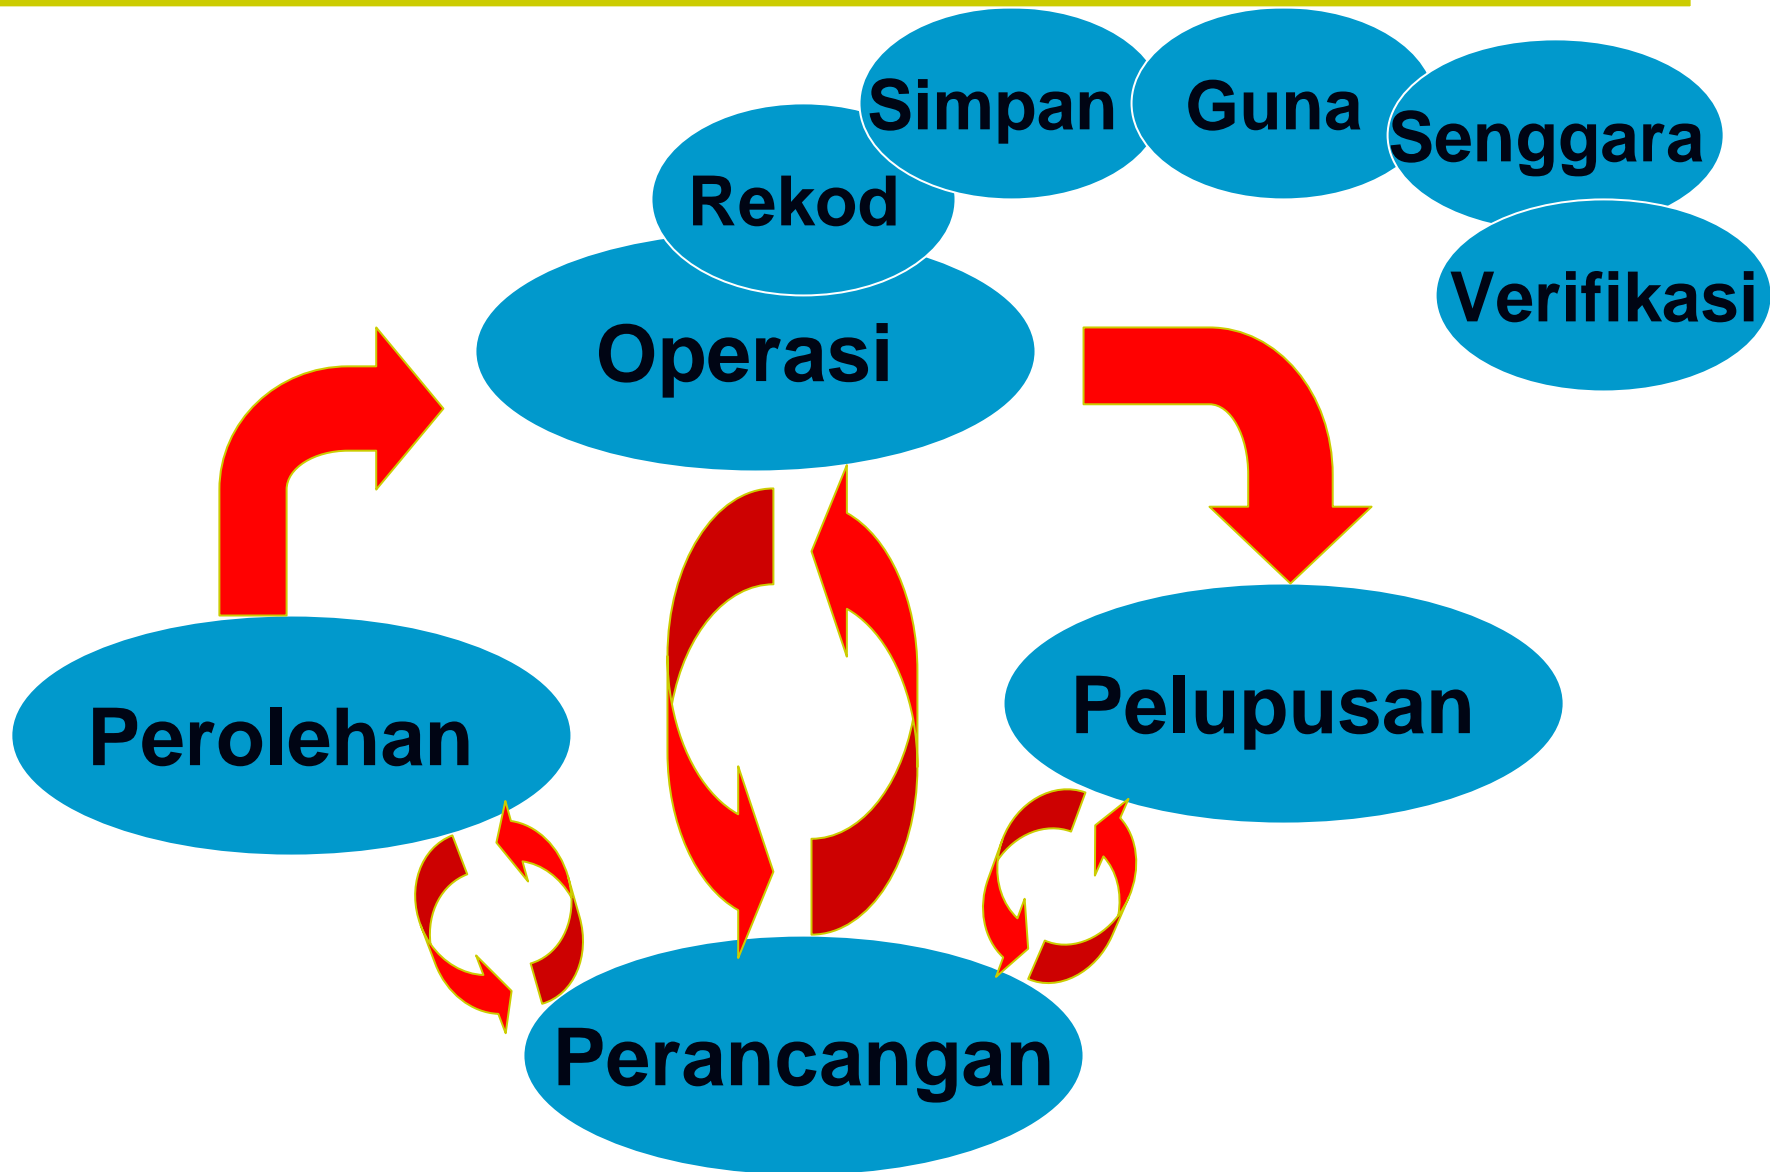 Simpan
Guna
Senggara
Rekod
Verifikasi
Operasi
Perolehan
Pelupusan
Perancangan